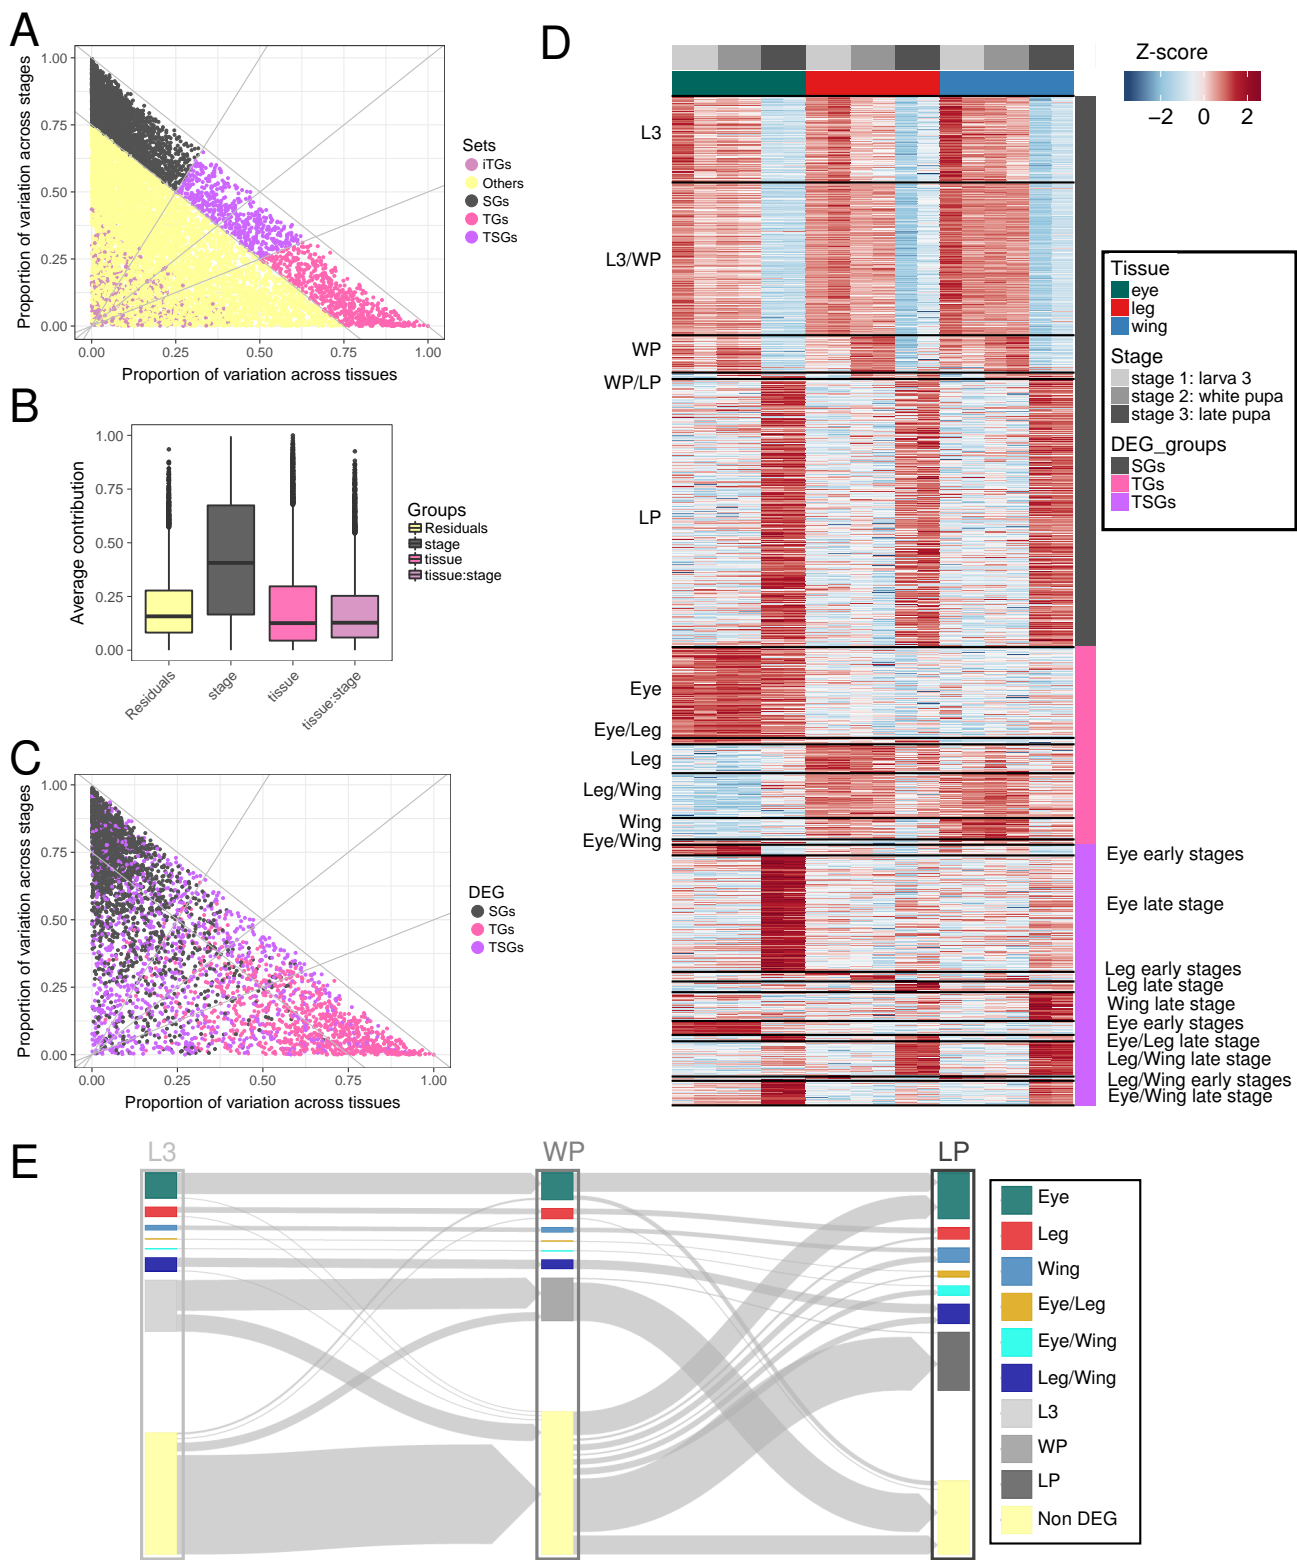 A
Proportion of variation across stages
1.00
0.75
0.50
0.25
0.00
0.00
0.25
0.50
0.75
1.00
Proportion of variation across tissues
Sets
iTGs
Others
SGs
TGs
TSGs
B
Average contribution
1.00
0.75
0.50
0.25
0.00
Residuals
stage
tissue
tissue:stage
Groups
Residuals
stage
tissue
tissue:stage
C
Proportion of variation across stages
1.00
0.75
0.50
0.25
0.00
0.00
0.25
0.50
0.75
1.00
Proportion of variation across tissues
DEG
SGs
TGs
TSGs
D
L3
L3/WP
WP
WP/LP
LP
Eye
Eye/Leg
Leg
Leg/Wing
Wing
Eye/Wing
Eye early stages
Eye late stage
Leg early stages
Leg late stage
Wing late stage
Eye early stages
Eye/Leg late stage
Leg/Wing late stage
Leg/Wing early stages
Eye/Wing late stage
Z-score
−2
0
2
Tissue
eye
leg
wing
Stage
stage 1: larva 3
stage 2: white pupa
stage 3: late pupa
DEG_groups
SGs
TGs
TSGs
E
L3
WP
LP
Eye
Leg
Wing
Eye/Leg
Eye/Wing
Leg/Wing
L3
WP
LP
Non DEG